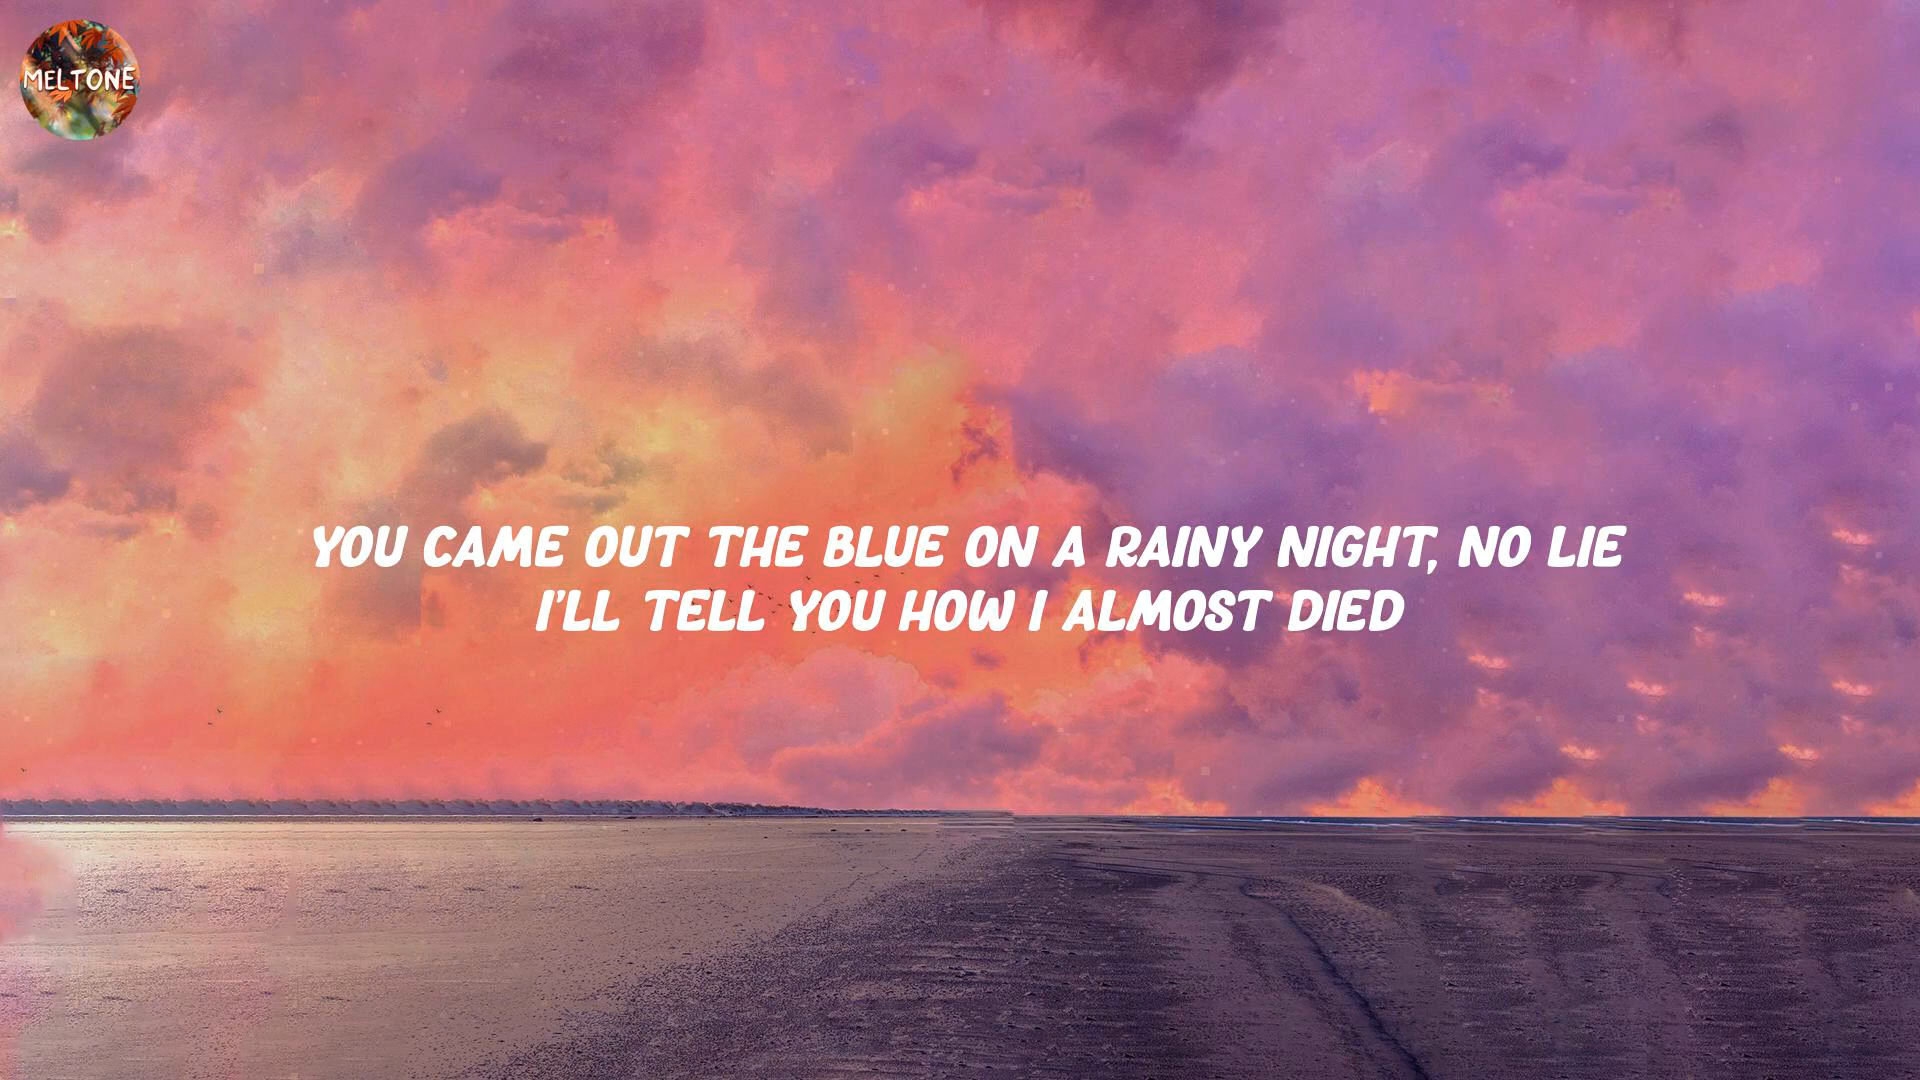 MELTONE
YOU CAME OUT THE BLUE ON A RAINY NIGHT, NO LIE
I'LL TELL YOU HOW I ALMOST DIED